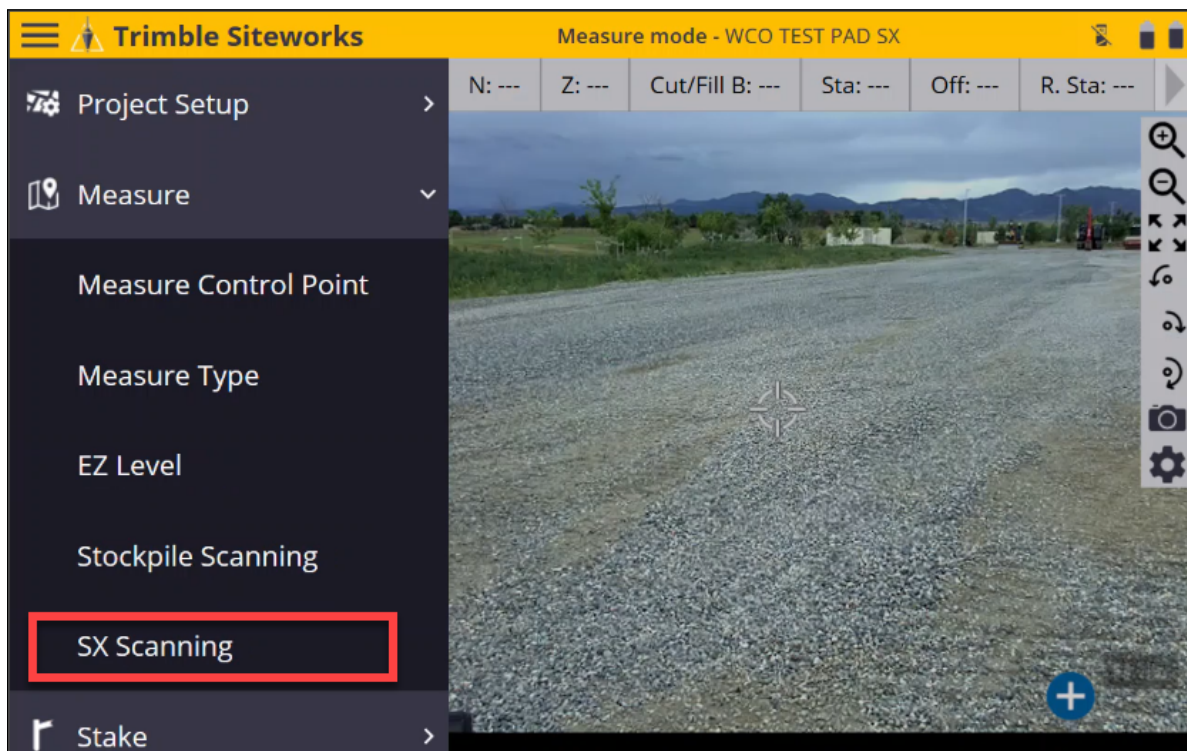 Trimble Siteworks
Measure mode - WCO TEST PAD SX
Project Setup
N: ---
Z: ---
Cut/Fill B: ---
Sta: ---
Off: ---
R. Sta: ---
Measure
Measure Control Point
Measure Type
EZ Level
Stockpile Scanning
SX Scanning
Stake